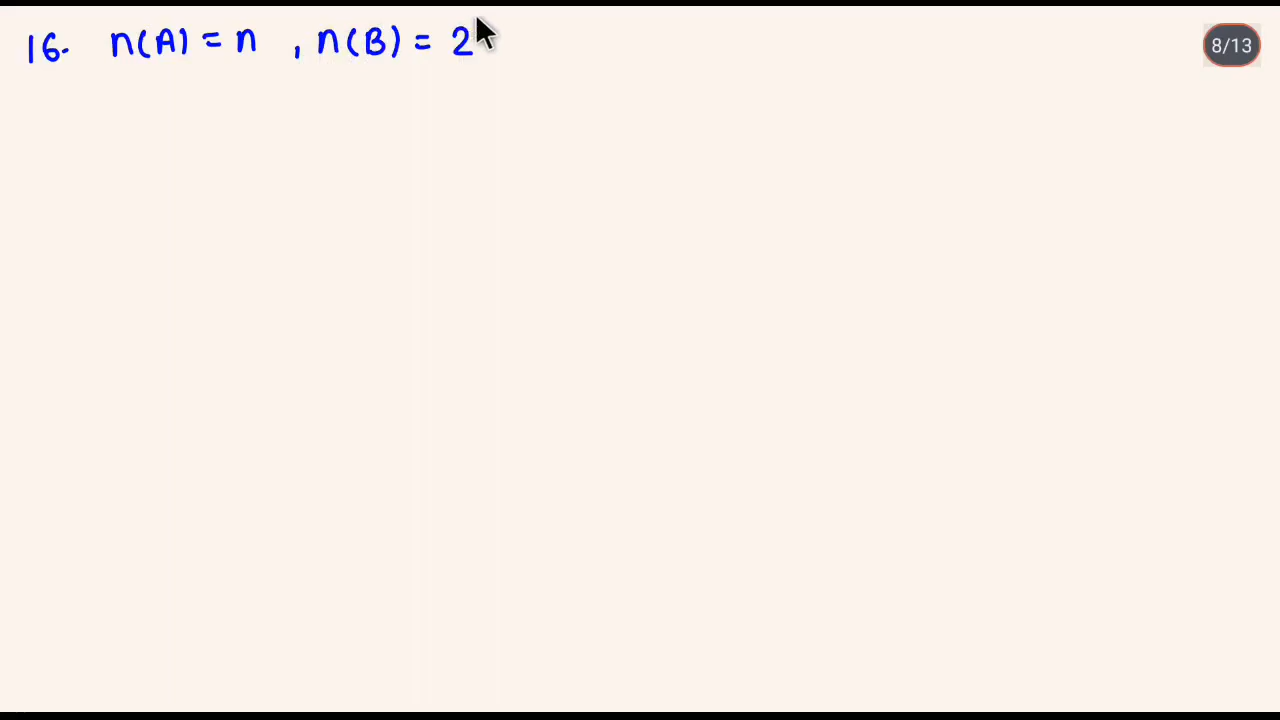 16. n(A) = n , n(B) = 2
8/13